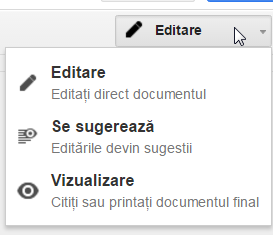 Editare
Editare
Editați direct documentul
Se sugerează
Editările devin sugestii
Vizualizare
Citiți sau printați documentul final